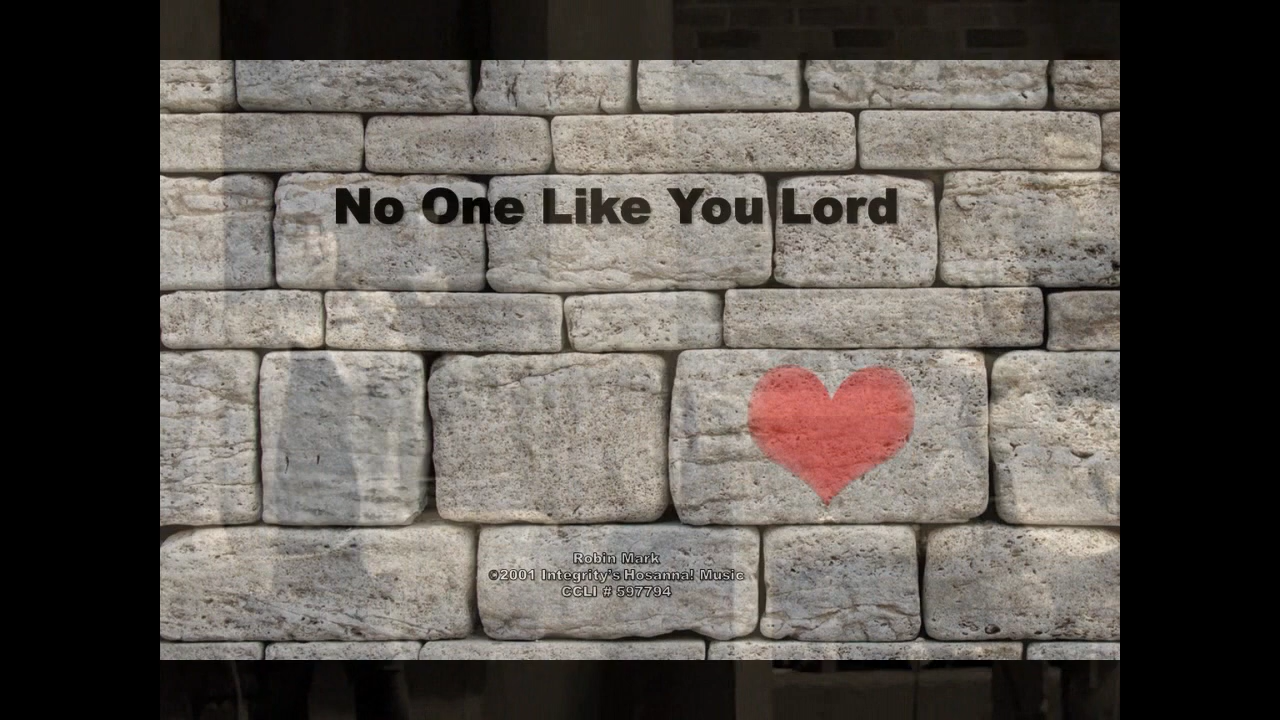 No One Like You Lord
Robin Mark
©2001 Integrity's Hosanna! Music
CCLI # 597794